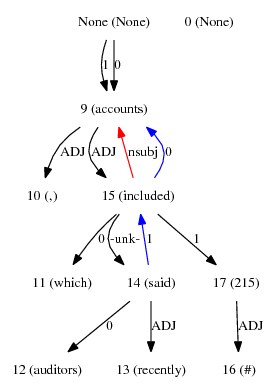 None (None) 0 (None)
1 0
9 (accounts)
ADJ ADJ nsubj 0
10 (,) 15 (included)
0 -unk- 1 1
11 (which) 14 (said) 17 (215)
0 ADJ ADJ
12 (auditors) 13 (recently) 16 (#)